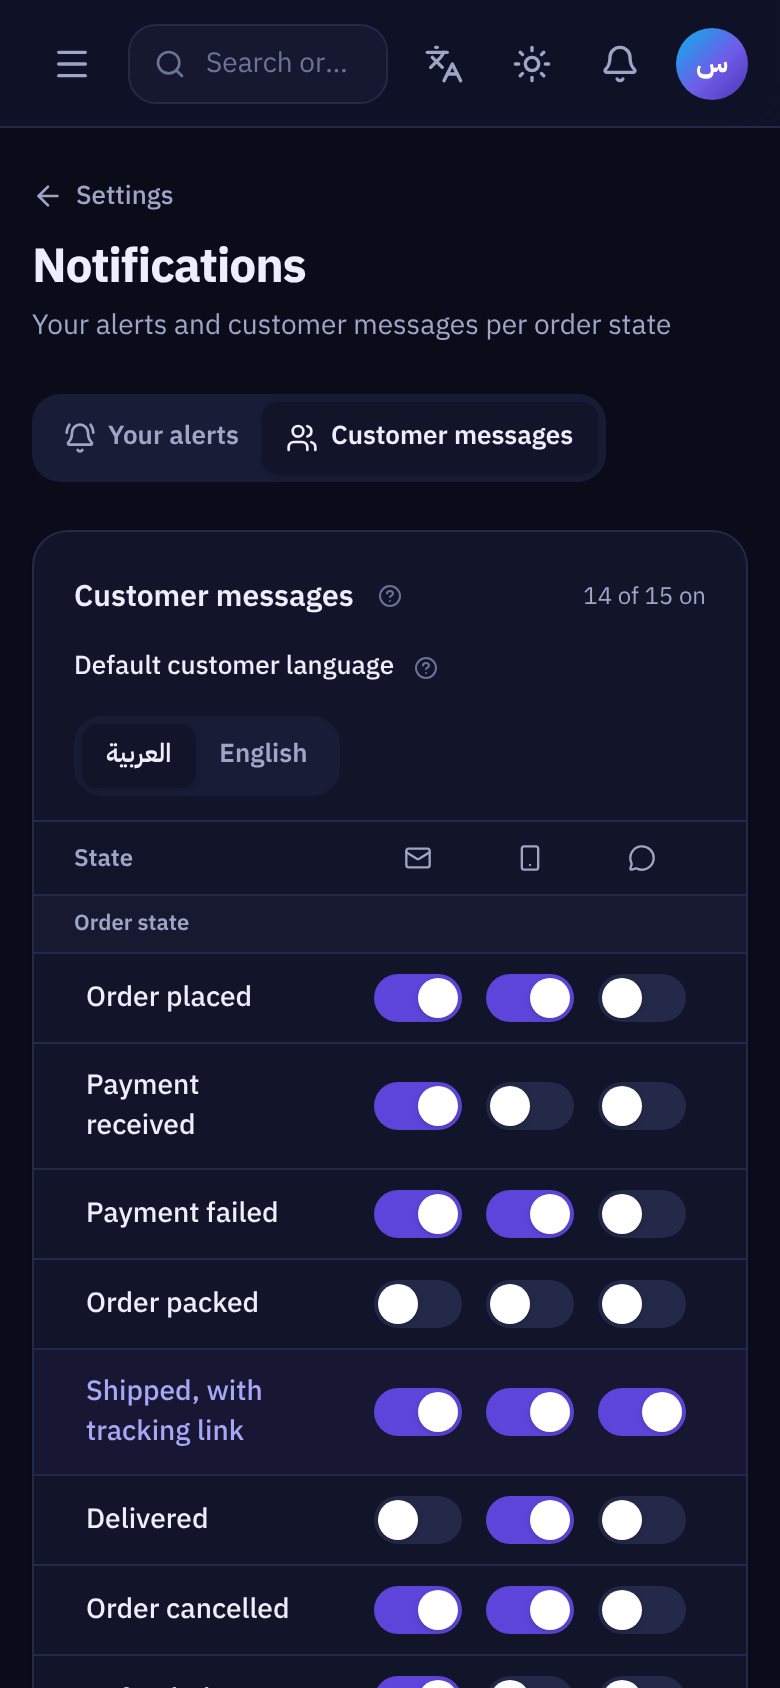 Search or...
س
Settings
Notifications
Your alerts and customer messages per order state
Your alerts
Customer messages
Customer messages
14 of 15 on
Default customer language
العربية
English
State
Order state
Order placed
Payment
received
Payment failed
Order packed
Shipped, with
tracking link
Delivered
Order cancelled